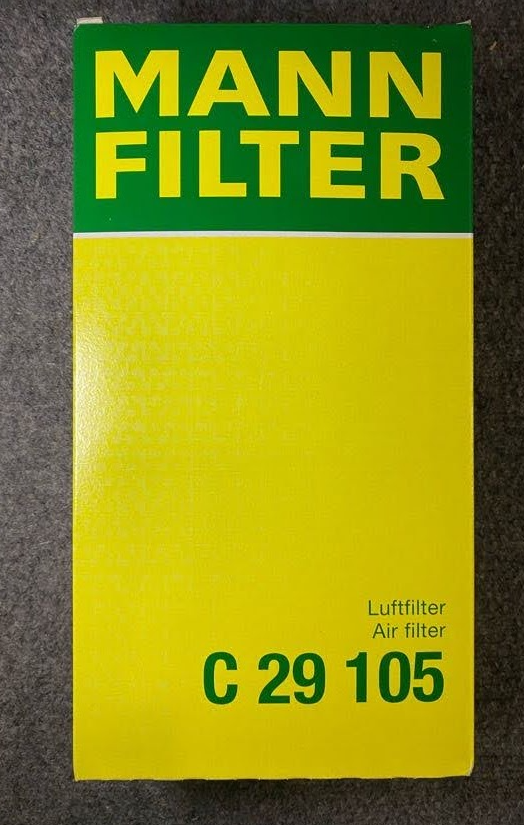 MANN
FILTER
Luftfilter
Air filter
C 29 105